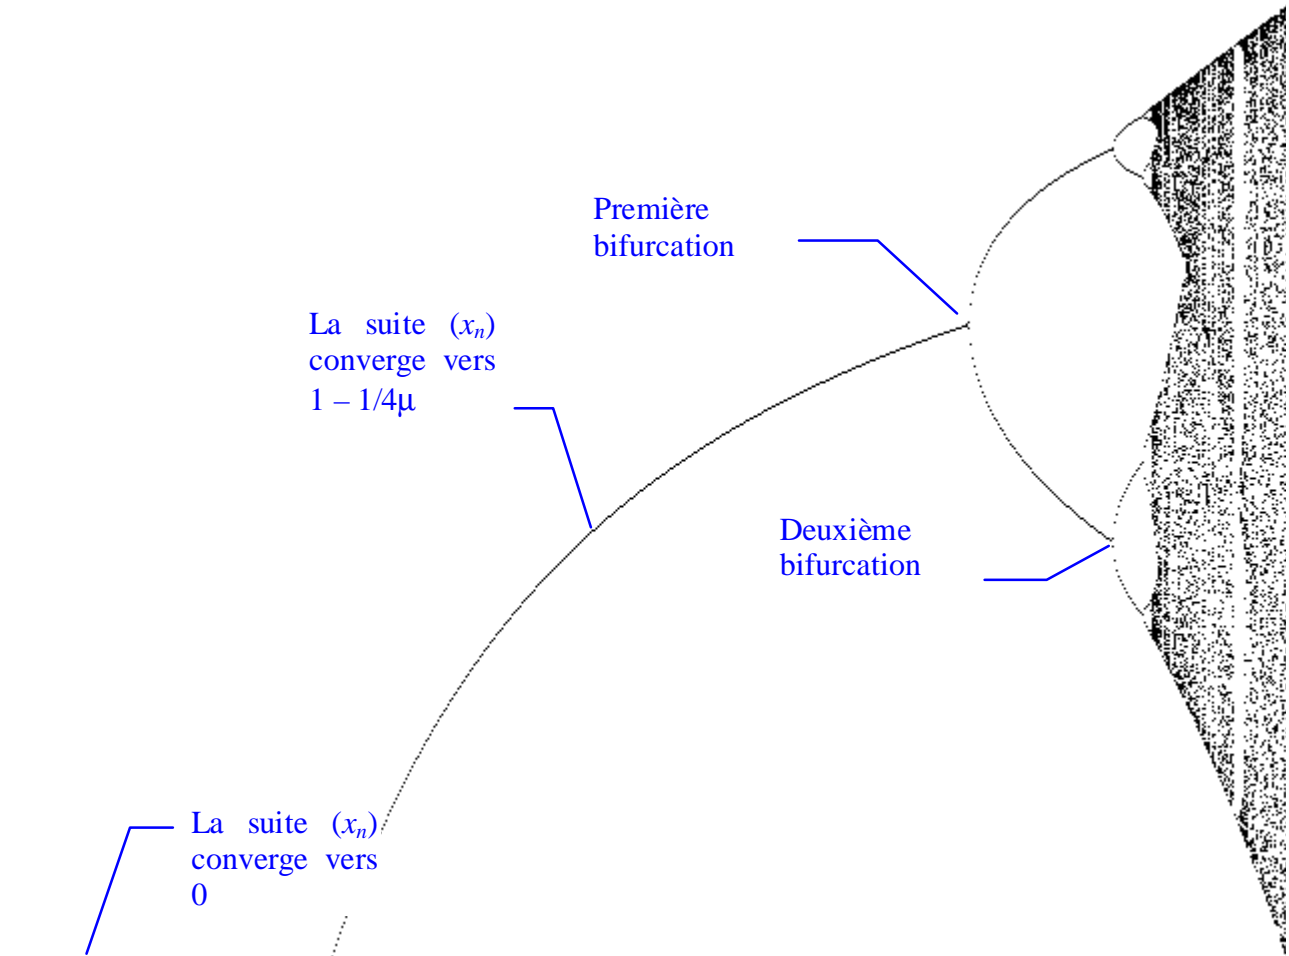 Première
bifurcation
La suite (xₙ)
converge vers
1 – 1/4µ
Deuxième
bifurcation
La suite (xₙ)
converge vers
0